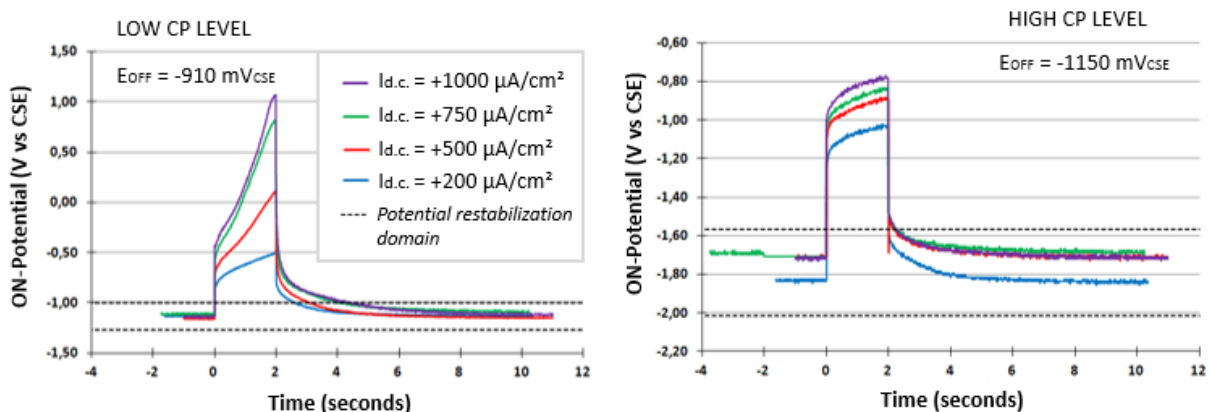 LOW CP LEVEL
EOFF = -910 mVCSE
1,50
1,00
0,50
0,00
-0,50
-1,00
-1,50
ON-Potential (V vs CSE)
-4
-2
0
2
4
6
8
10
12
Time (seconds)
Id.c. = +1000 µA/cm²
Id.c. = +750 µA/cm²
Id.c. = +500 µA/cm²
Id.c. = +200 µA/cm²
Potential restabilization
domain
HIGH CP LEVEL
EOFF = -1150 mVCSE
-0,60
-0,80
-1,00
-1,20
-1,40
-1,60
-1,80
-2,00
-2,20
ON-Potential (V vs CSE)
-4
-2
0
2
4
6
8
10
12
Time (seconds)